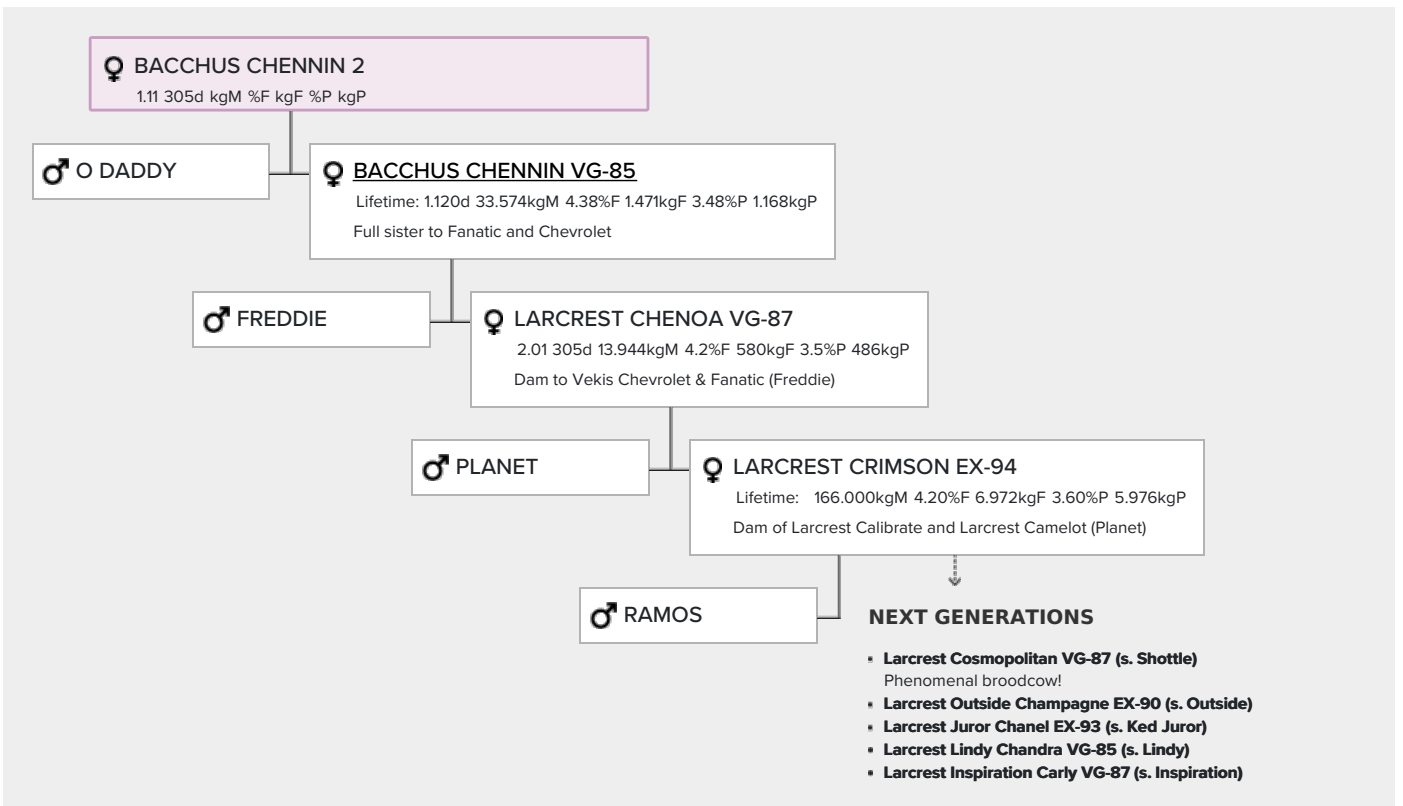 BACCHUS CHENNIN 2
1.11 305d kgM %F kgF %P kgP
O DADDY
BACCHUS CHENNIN VG-85
Lifetime: 1.120d 33.574kgM 4.38%F 1.471kgF 3.48%P 1.168kgP
Full sister to Fanatic and Chevrolet
FREDDIE
LARCREST CHENOA VG-87
2.01 305d 13.944kgM 4.2%F 580kgF 3.5%P 486kgP
Dam to Vekis Chevrolet & Fanatic (Freddie)
PLANET
LARCREST CRIMSON EX-94
Lifetime: 166.000kgM 4.20%F 6.972kgF 3.60%P 5.976kgP
Dam of Larcrest Calibrate and Larcrest Camelot (Planet)
RAMOS
NEXT GENERATIONS
Larcrest Cosmopolitan VG-87 (s. Shottle)
Phenomenal broodcow!
Larcrest Outside Champagne EX-90 (s. Outside)
Larcrest Juror Chanel EX-93 (s. Ked Juror)
Larcrest Lindy Chandra VG-85 (s. Lindy)
Larcrest Inspiration Carly VG-87 (s. Inspiration)